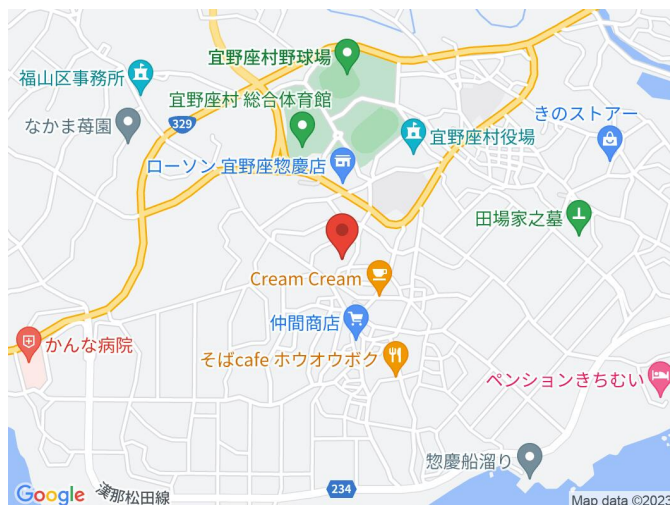 宜野座村野球場
福山区事務所
宜野座村 総合体育館
なかま苺園
329
きのストアー
宜野座村役場
ローソン 宜野座惣慶店
田場家之墓
Cream Cream
仲間商店
かんな病院
そばcafe ホウオウボク
ペンションきちむい
惣慶船溜り
234
漢那松田線
Google
Map data ©2023